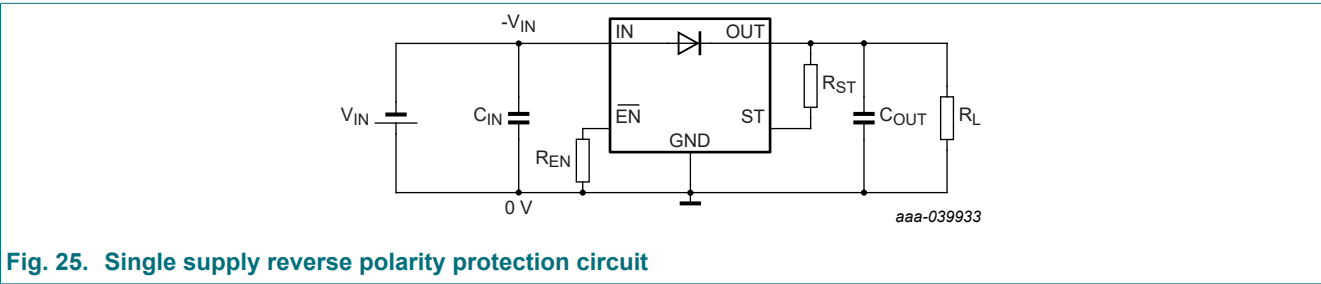 -VIN
IN
OUT
RST
VIN
CIN
EN
ST
COUT
RL
GND
REN
0 V
aaa-039933
Fig. 25. Single supply reverse polarity protection circuit